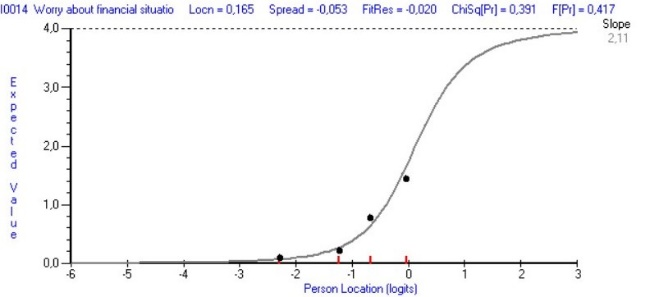 I0014 Worry about financial situatio Locn = 0,165 Spread = -0,053 FitRes = -0,020 ChiSq[Pr] = 0,391 F[Pr] = 0,417
Slope
2,11
Expected Value
4,0
3,0
2,0
1,0
0,0
-6 -5 -4 -3 -2 -1 0 1 2 3
Person Location (logits)